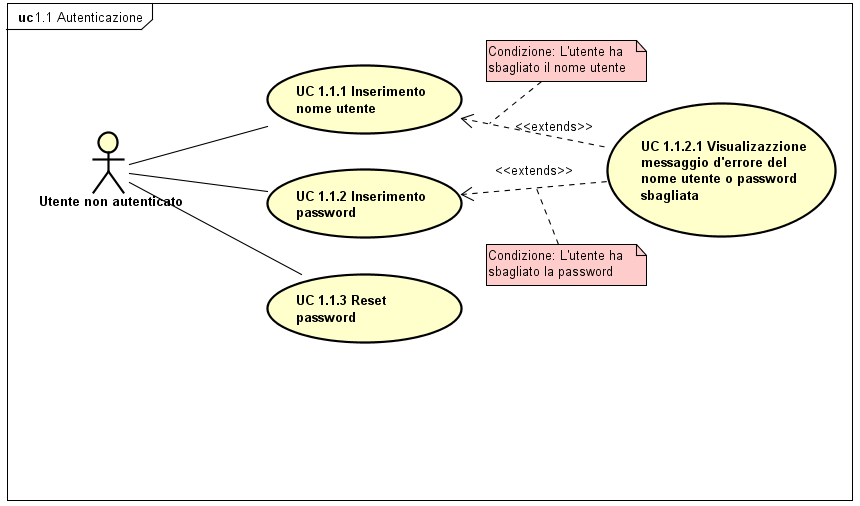 uc1.1 Autenticazione
Condizione: L'utente ha
sbagliato il nome utente
UC 1.1.1 Inserimento
nome utente
<<extends>>
UC 1.1.2.1 Visualizazzione
messaggio d'errore del
nome utente o password
sbagliata
<<extends>>
Utente non autenticato
UC 1.1.2 Inserimento
password
Condizione: L'utente ha
sbagliato la password
UC 1.1.3 Reset
password